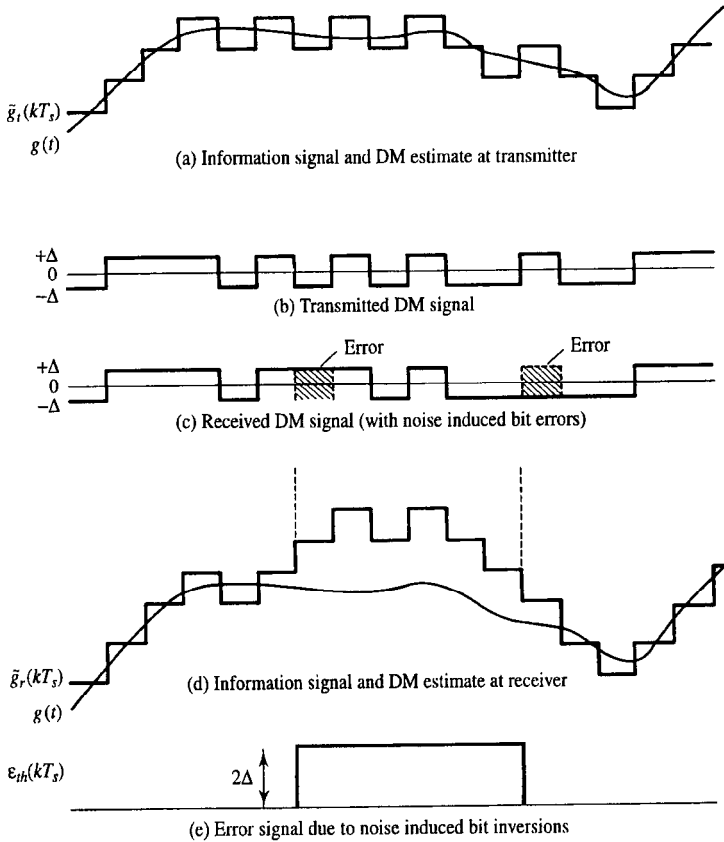 g̃ₜ(kTₛ)
g(t)
(a) Information signal and DM estimate at transmitter
+Δ
0
−Δ
(b) Transmitted DM signal
Error
Error
+Δ
0
−Δ
(c) Received DM signal (with noise induced bit errors)
g̃ᵣ(kTₛ)
(d) Information signal and DM estimate at receiver
g(t)
εₜₕ(kTₛ)
2Δ
(e) Error signal due to noise induced bit inversions